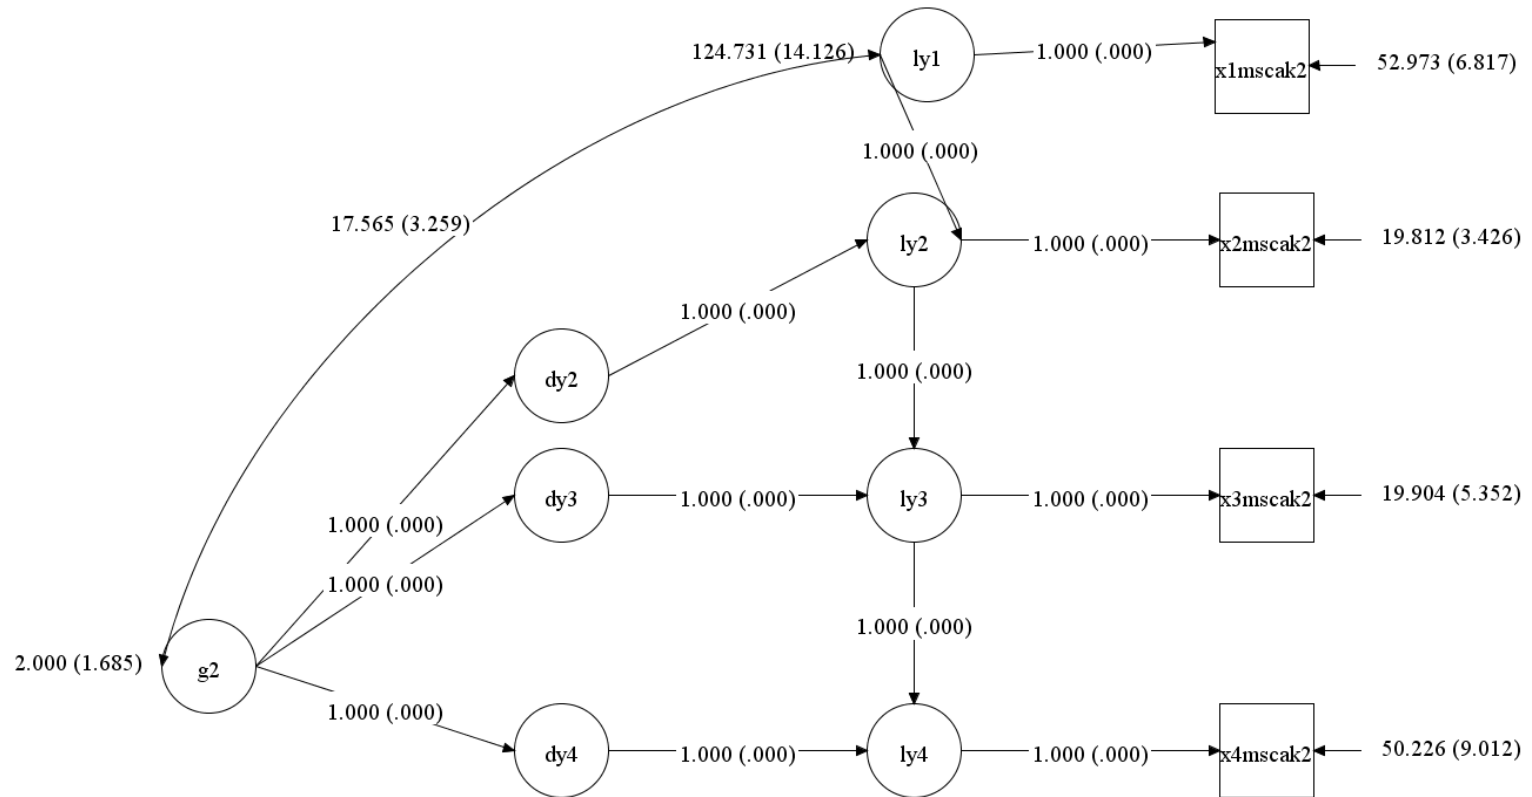 124.731 (14.126)
ly1
1.000 (.000)
x1mscak2
52.973 (6.817)
1.000 (.000)
17.565 (3.259)
ly2
1.000 (.000)
x2mscak2
19.812 (3.426)
1.000 (.000)
dy2
1.000 (.000)
dy3
1.000 (.000)
ly3
1.000 (.000)
x3mscak2
19.904 (5.352)
1.000 (.000)
1.000 (.000)
1.000 (.000)
2.000 (1.685)
g2
1.000 (.000)
dy4
1.000 (.000)
ly4
1.000 (.000)
x4mscak2
50.226 (9.012)